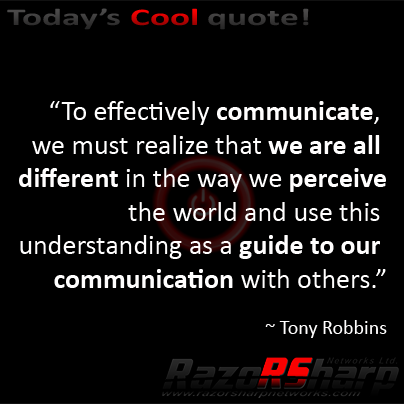 Today's Cool quote!
“To effectively communicate,
we must realize that we are all
different in the way we perceive
the world and use this
understanding as a guide to our
communication with others.”
~ Tony Robbins
RazoRSharp
Networks Ltd.
www.razorsharpnetworks.com